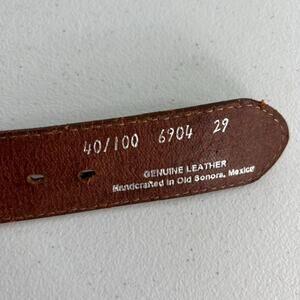 40/100 6904 29
GENUINE LEATHER
Handcrafted in Old Sonora, Mexico